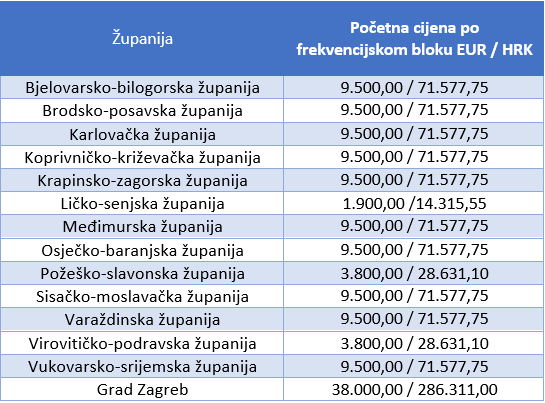 Županija
Početna cijena po
frekvencijskom bloku EUR / HRK
Bjelovarsko-bilogorska županija 9.500,00 / 71.577,75
Brodsko-posavska županija 9.500,00 / 71.577,75
Karlovačka županija 9.500,00 / 71.577,75
Koprivničko-križevačka županija 9.500,00 / 71.577,75
Krapinsko-zagorska županija 9.500,00 / 71.577,75
Ličko-senjska županija 1.900,00 /14.315,55
Međimurska županija 9.500,00 / 71.577,75
Osječko-baranjska županija 9.500,00 / 71.577,75
Požeško-slavonska županija 3.800,00 / 28.631,10
Sisačko-moslavačka županija 9.500,00 / 71.577,75
Varaždinska županija 9.500,00 / 71.577,75
Virovitičko-podravska županija 3.800,00 / 28.631,10
Vukovarsko-srijemska županija 9.500,00 / 71.577,75
Grad Zagreb 38.000,00 / 286.311,00